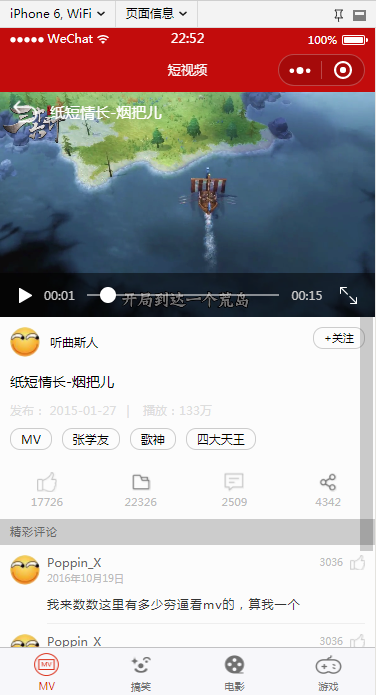 iPhone 6, WiFi 页面信息
WeChat 22:52 100%
短视频
纸短情长-烟把儿
开局到达一个荒岛
00:01 00:15
听曲斯人 +关注
纸短情长-烟把儿
发布： 2015-01-27 | 播放：133万
MV 张学友 歌神 四大天王
17726 22326 2509 4342
精彩评论
Poppin_X 3036
2016年10月19日
我来数数这里有多少穷逼看mv的，算我一个
Poppin_X 3036
MV
MV 搞笑 电影 游戏